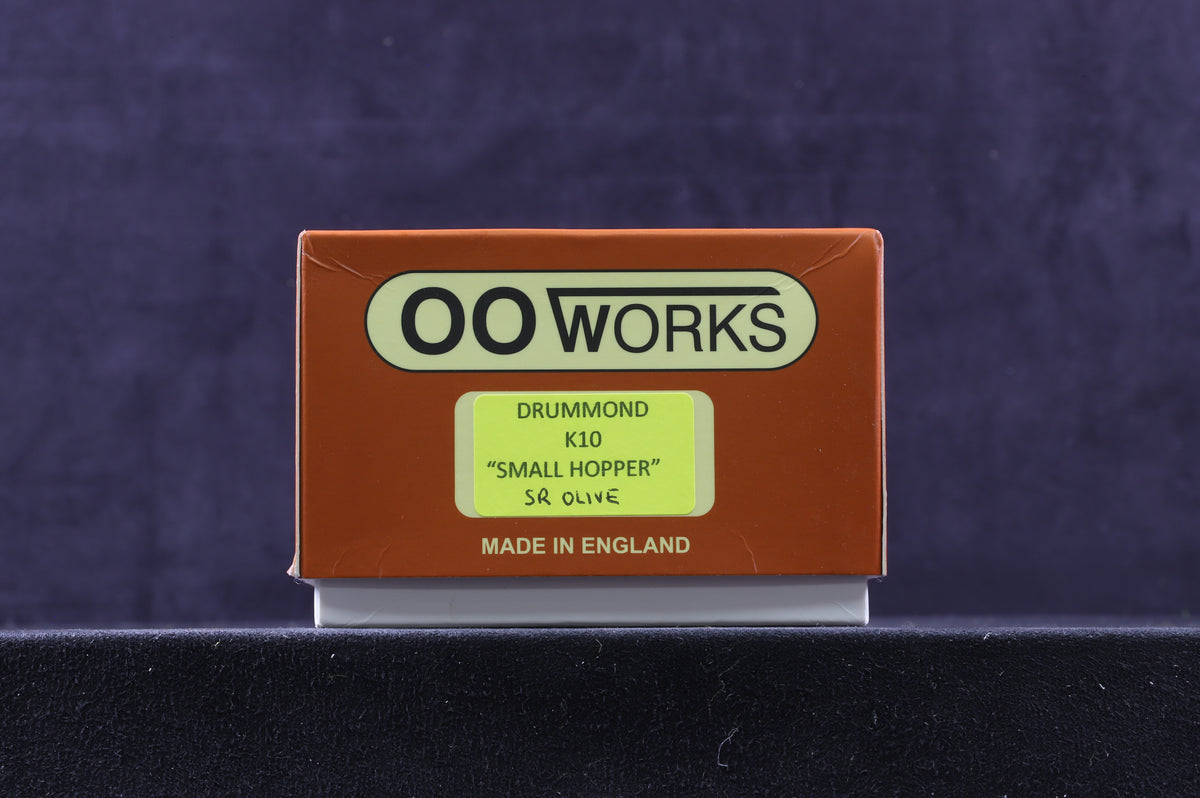 OO WORKS
DRUMMOND
K10
“SMALL HOPPER”
SR OLIVE
MADE IN ENGLAND